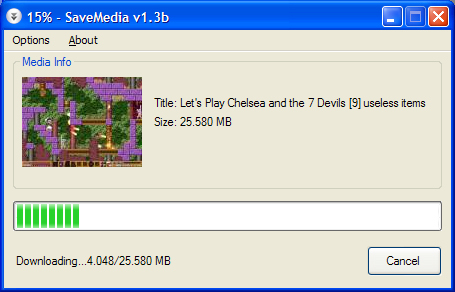 15% - SaveMedia v1.3b
Options About
Media Info
Title: Let's Play Chelsea and the 7 Devils [9] useless items
Size: 25.580 MB
Downloading...4.048/25.580 MB
Cancel